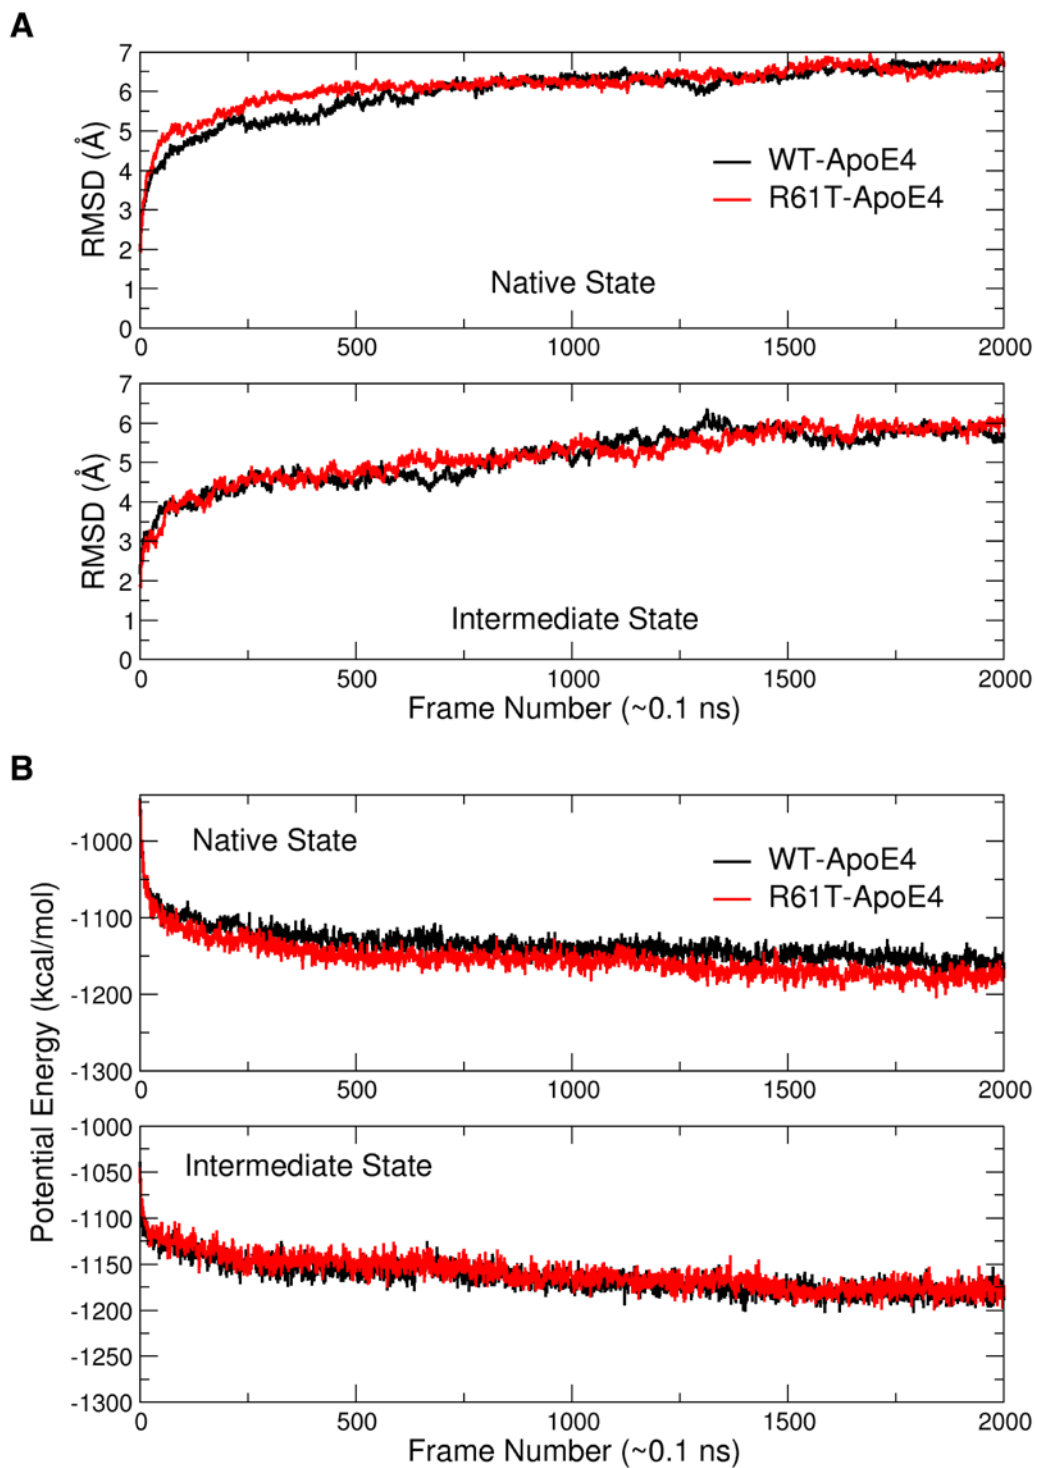 A
7
6
5
4
3
2
1
0
RMSD (Å)
WT-ApoE4
R61T-ApoE4
Native State
0 500 1000 1500 2000
7
6
5
4
3
2
1
0
RMSD (Å)
Intermediate State
0 500 1000 1500 2000
Frame Number (~0.1 ns)
B
Potential Energy (kcal/mol)
-1000
-1100
-1200
-1300
Native State
WT-ApoE4
R61T-ApoE4
0 500 1000 1500 2000
-1000
-1050
-1100
-1150
-1200
-1250
-1300
Intermediate State
0 500 1000 1500 2000
Frame Number (~0.1 ns)